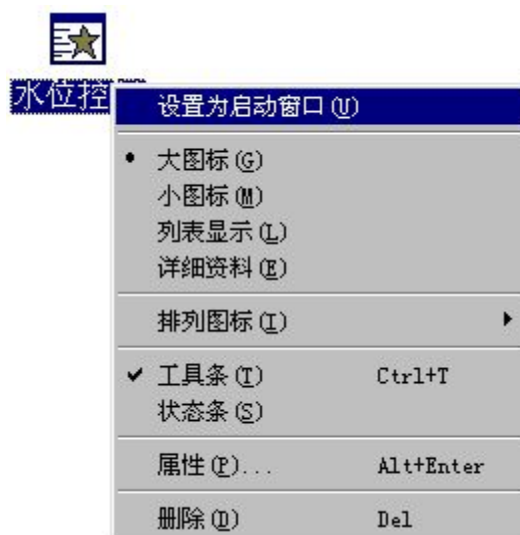 水位控
设置为启动窗口(U)
大图标(G)
小图标(M)
列表显示(L)
详细资料(E)
排列图标(I)
工具条(T) Ctrl+T
状态条(S)
属性(P)... Alt+Enter
删除(D) Del